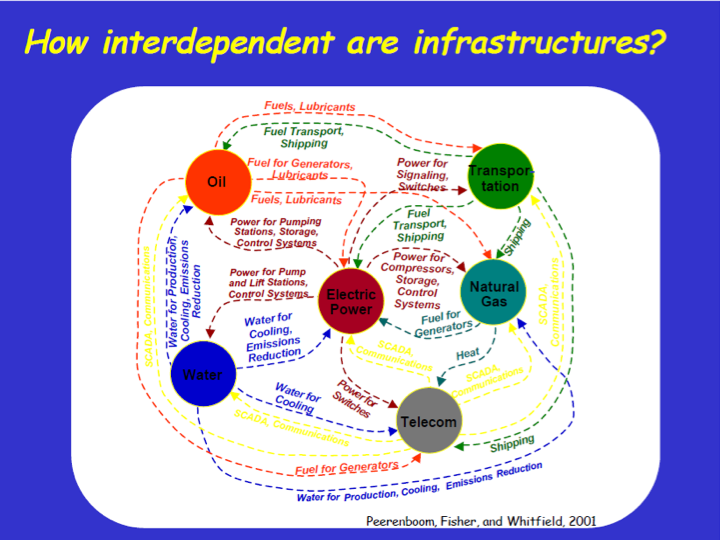 How interdependent are infrastructures?
Fuels, Lubricants
Fuel Transport,
Shipping
Fuel for Generators,
Lubricants
Fuels, Lubricants
Power for
Signaling,
Switches
Transpor-
tation
Oil
Power for Pumping
Stations, Storage,
Control Systems
Fuel
Transport,
Shipping
Shipping
Power for
Compressors,
Storage,
Control
Systems
SCADA, Communications
Water for Production,
Cooling, Emissions
Reduction
Power for Pump
and Lift Stations,
Control Systems
Electric
Power
Natural
Gas
SCADA,
Communications
Water for
Cooling,
Emissions
Reduction
Fuel for
Generators
SCADA,
Communications
Heat
Water
Water for
Cooling
Power for
Switches
SCADA,
Communications
SCADA, Communications
Telecom
Shipping
Fuel for Generators
Water for Production, Cooling, Emissions Reduction
Peerenboom, Fisher, and Whitfield, 2001